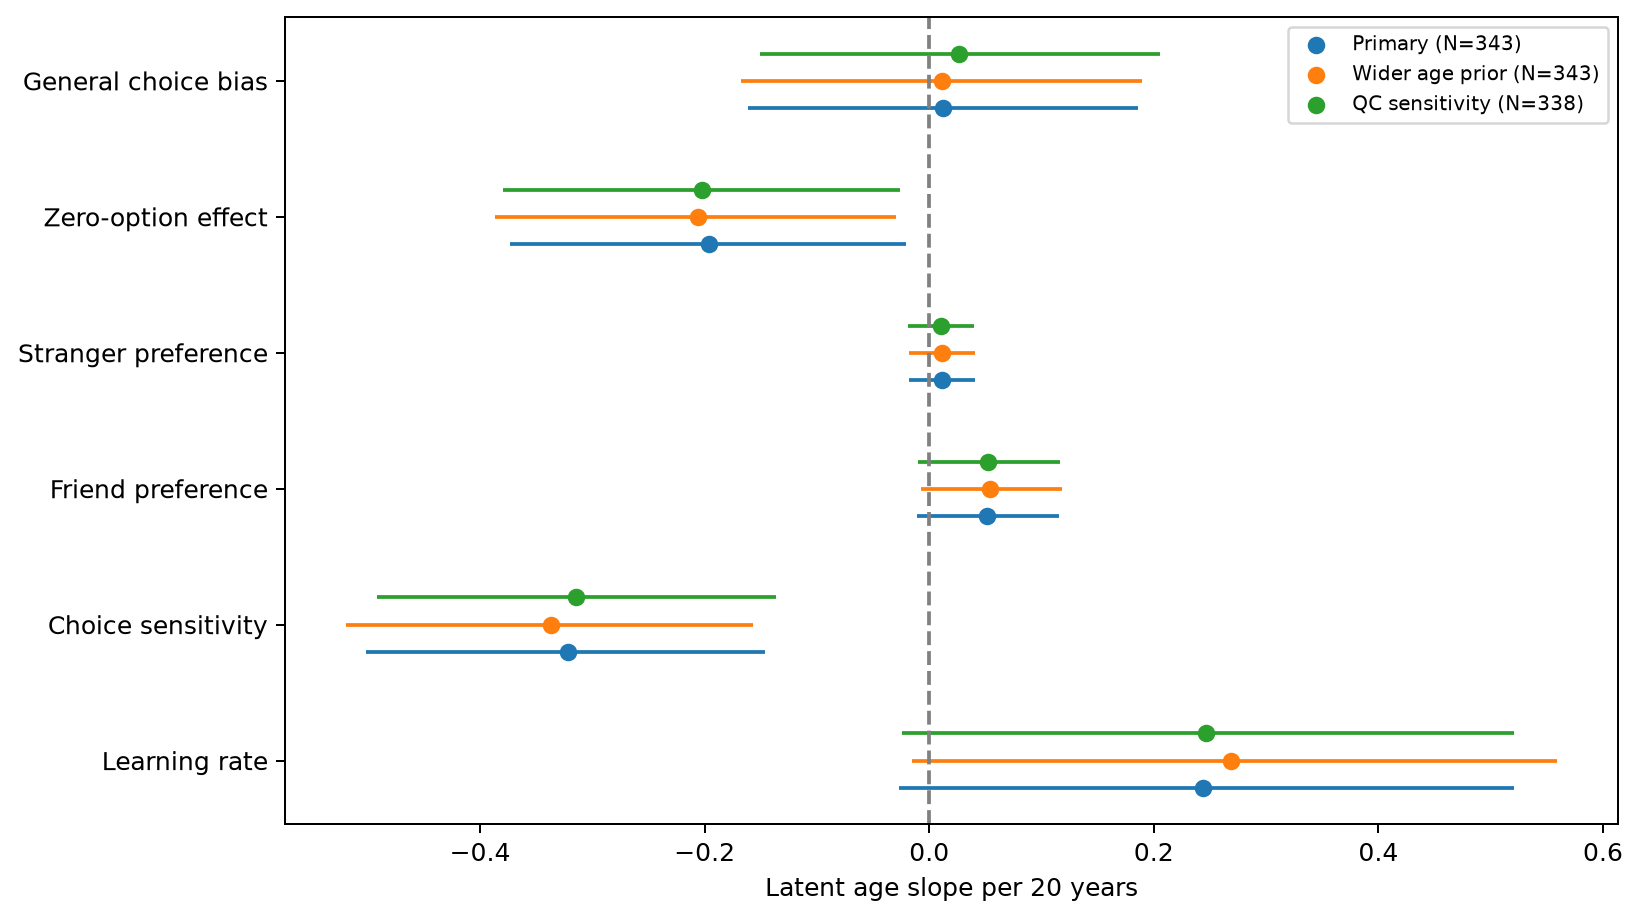 General choice bias
Zero-option effect
Stranger preference
Friend preference
Choice sensitivity
Learning rate
Primary (N=343)
Wider age prior (N=343)
QC sensitivity (N=338)
−0.4 −0.2 0.0 0.2 0.4 0.6
Latent age slope per 20 years